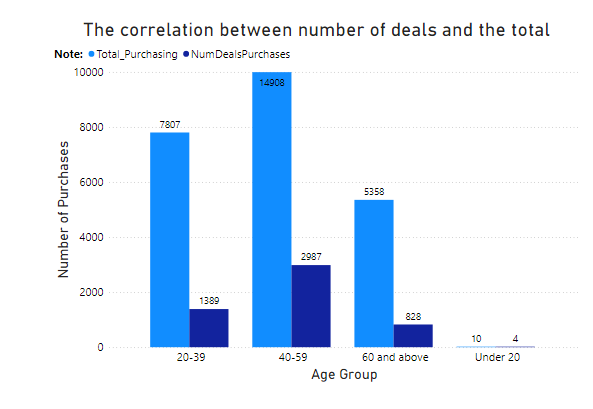 The correlation between number of deals and the total
Note: Total_Purchasing NumDealsPurchases
10000
8000
6000
4000
2000
0
Number of Purchases
7807
1389
14908
2987
5358
828
10
4
20-39
40-59
60 and above
Under 20
Age Group